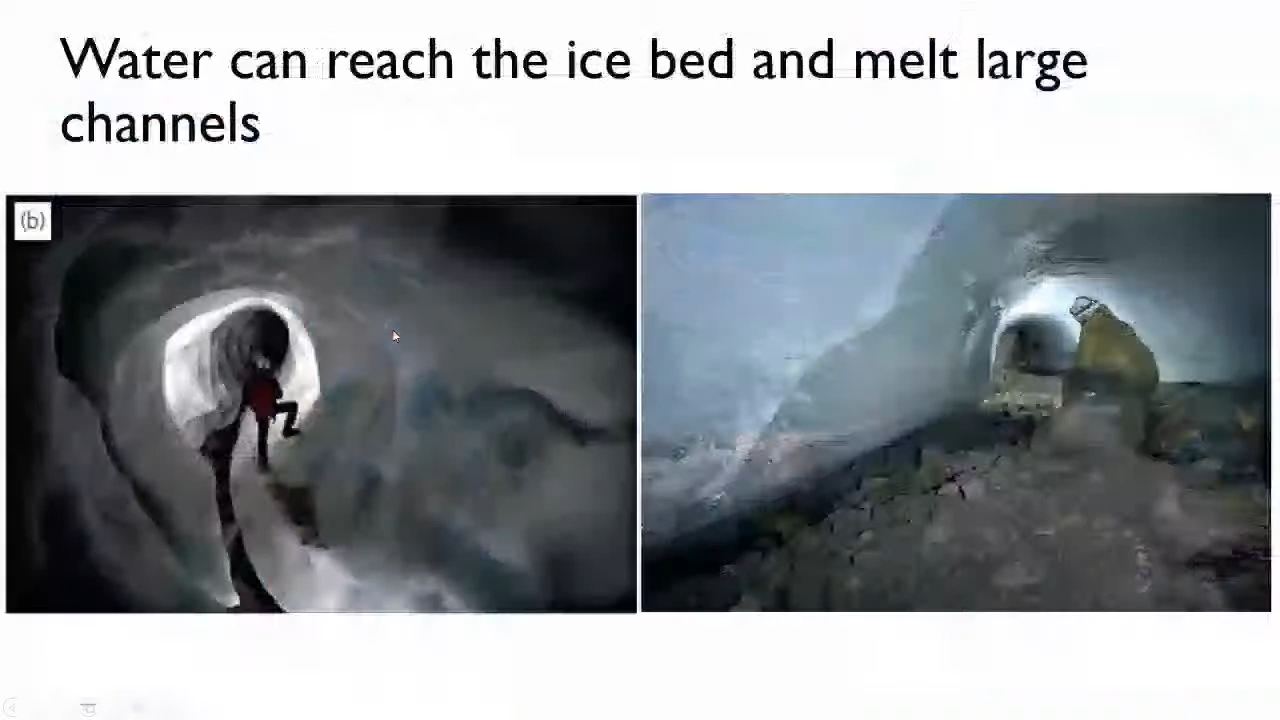 Water can reach the ice bed and melt large
channels
(b)